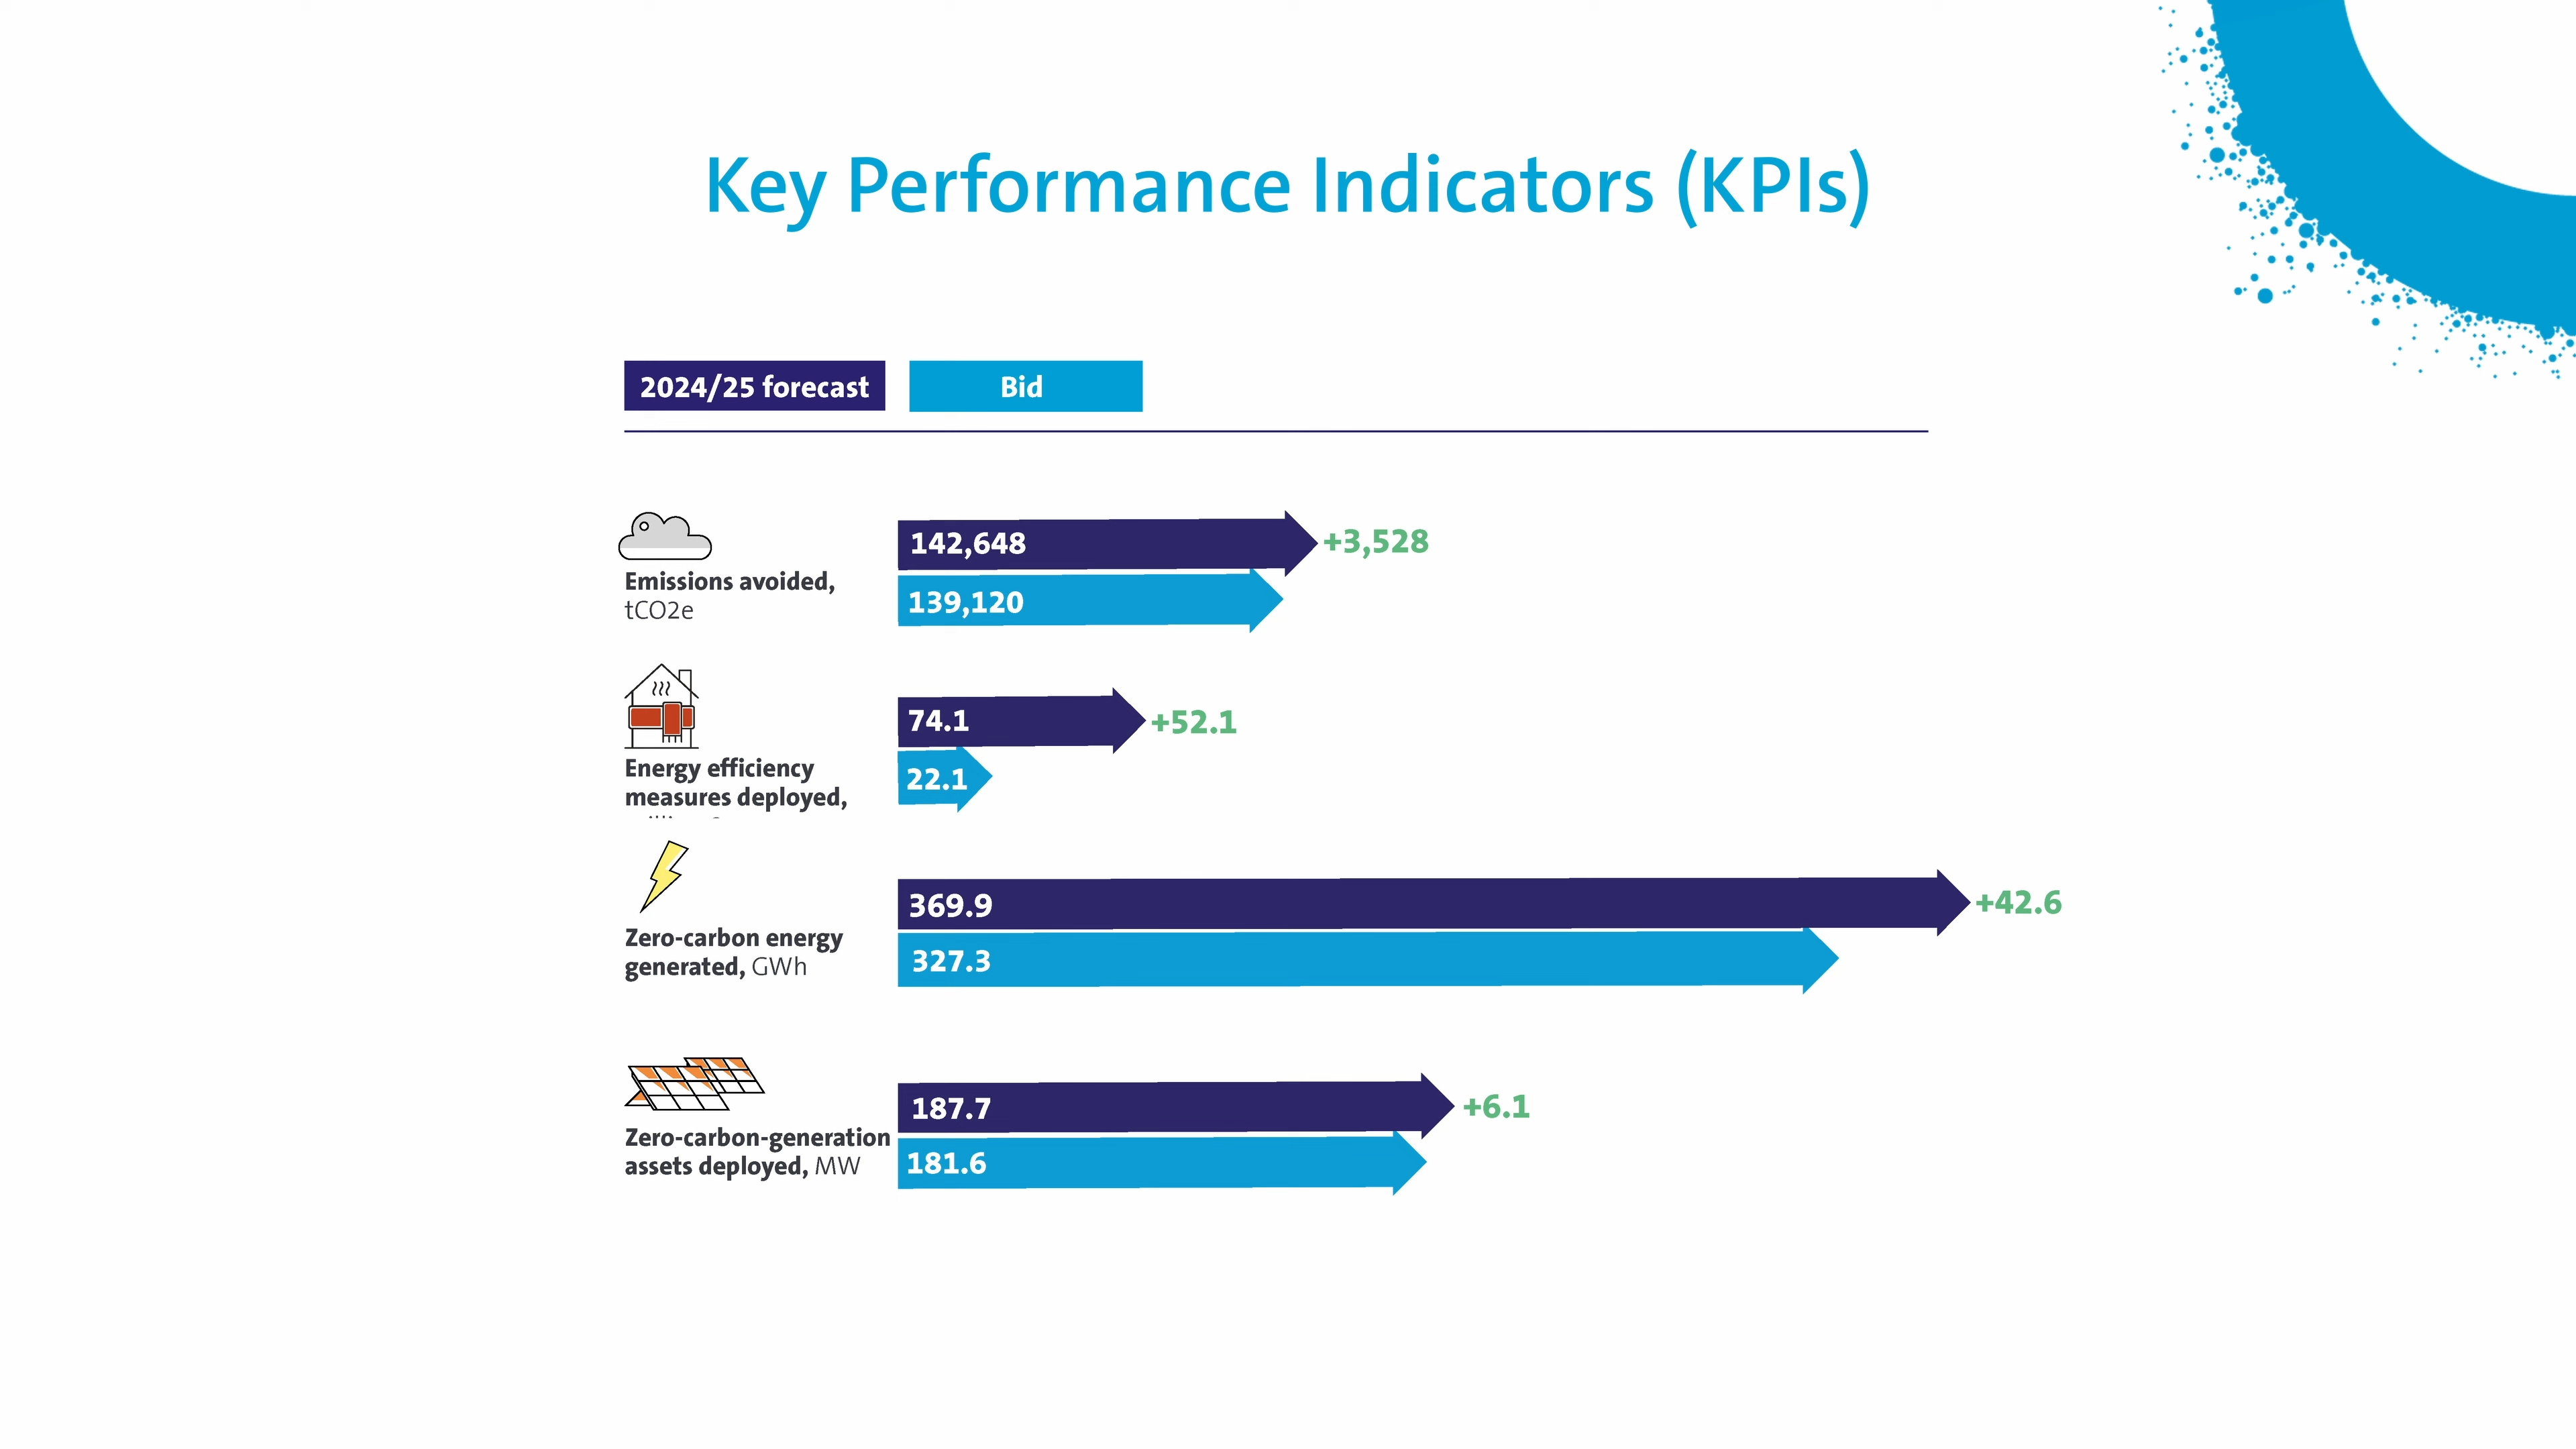 Key Performance Indicators (KPIs)
2024/25 forecast
Bid
142,648
+3,528
Emissions avoided,
tCO2e
139,120
74.1
+52.1
Energy efficiency
measures deployed,
22.1
369.9
+42.6
Zero-carbon energy
generated, GWh
327.3
187.7
+6.1
Zero-carbon-generation
assets deployed, MW
181.6